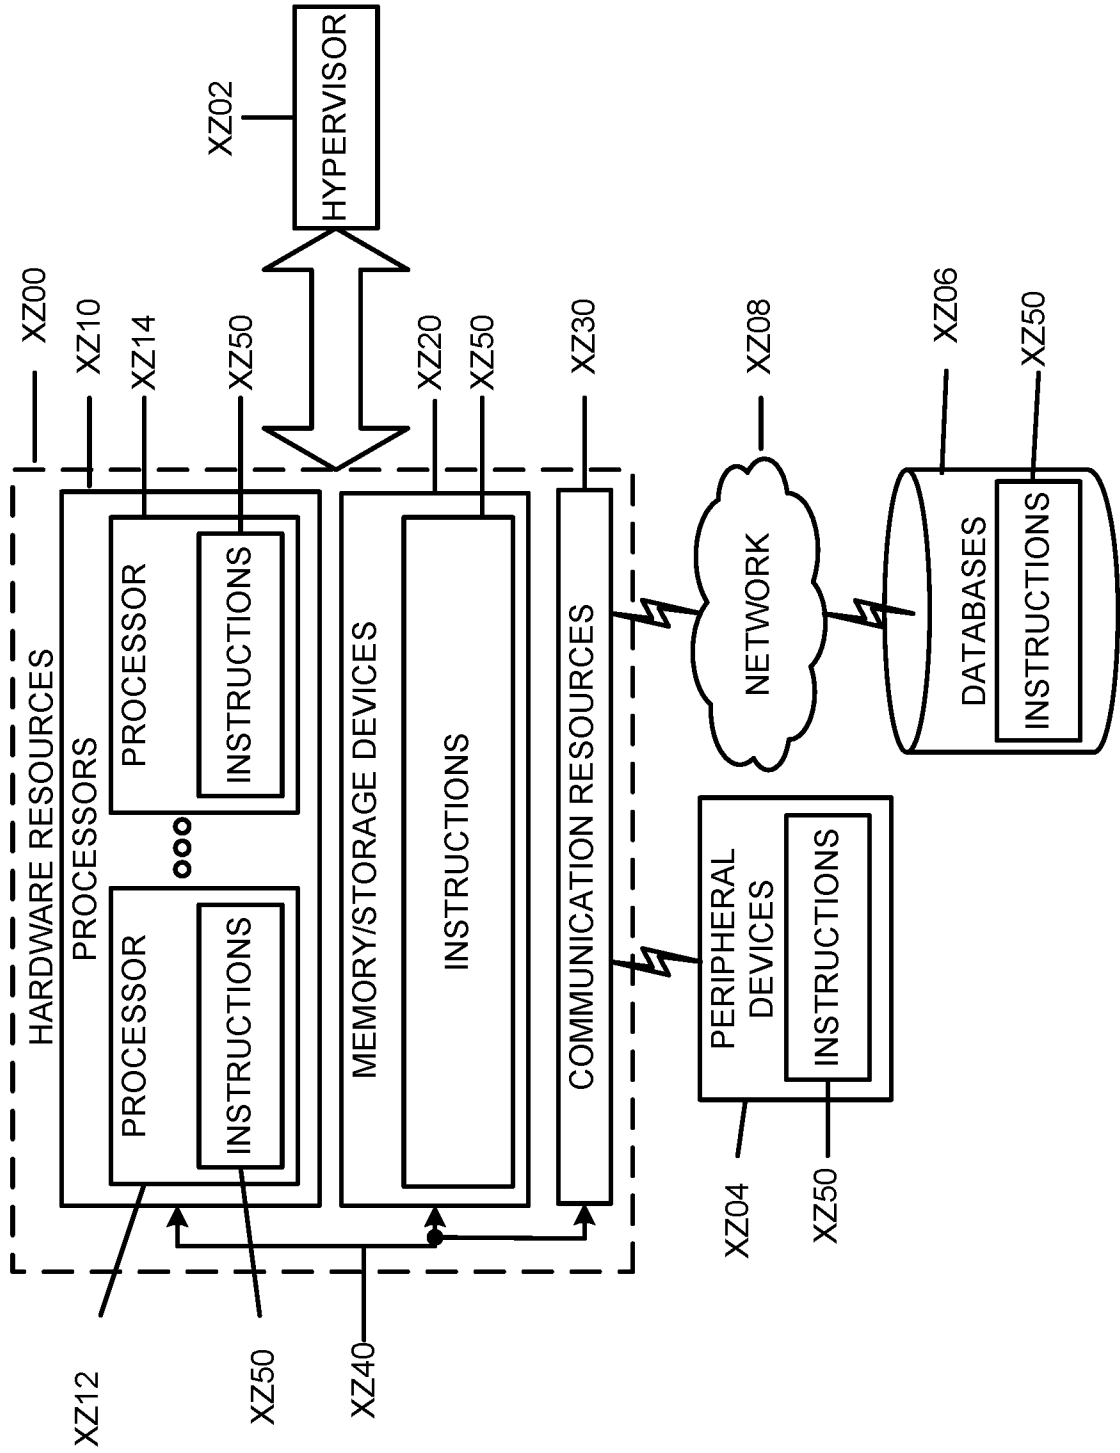 XZ00
HARDWARE RESOURCES
XZ10
PROCESSORS
XZ12
PROCESSOR
XZ14
PROCESSOR
XZ50
INSTRUCTIONS
XZ50
INSTRUCTIONS
XZ02
HYPERVISOR
XZ40
XZ20
MEMORY/STORAGE DEVICES
XZ50
INSTRUCTIONS
XZ30
COMMUNICATION RESOURCES
XZ04
PERIPHERAL
DEVICES
XZ50
INSTRUCTIONS
XZ08
NETWORK
XZ06
DATABASES
XZ50
INSTRUCTIONS